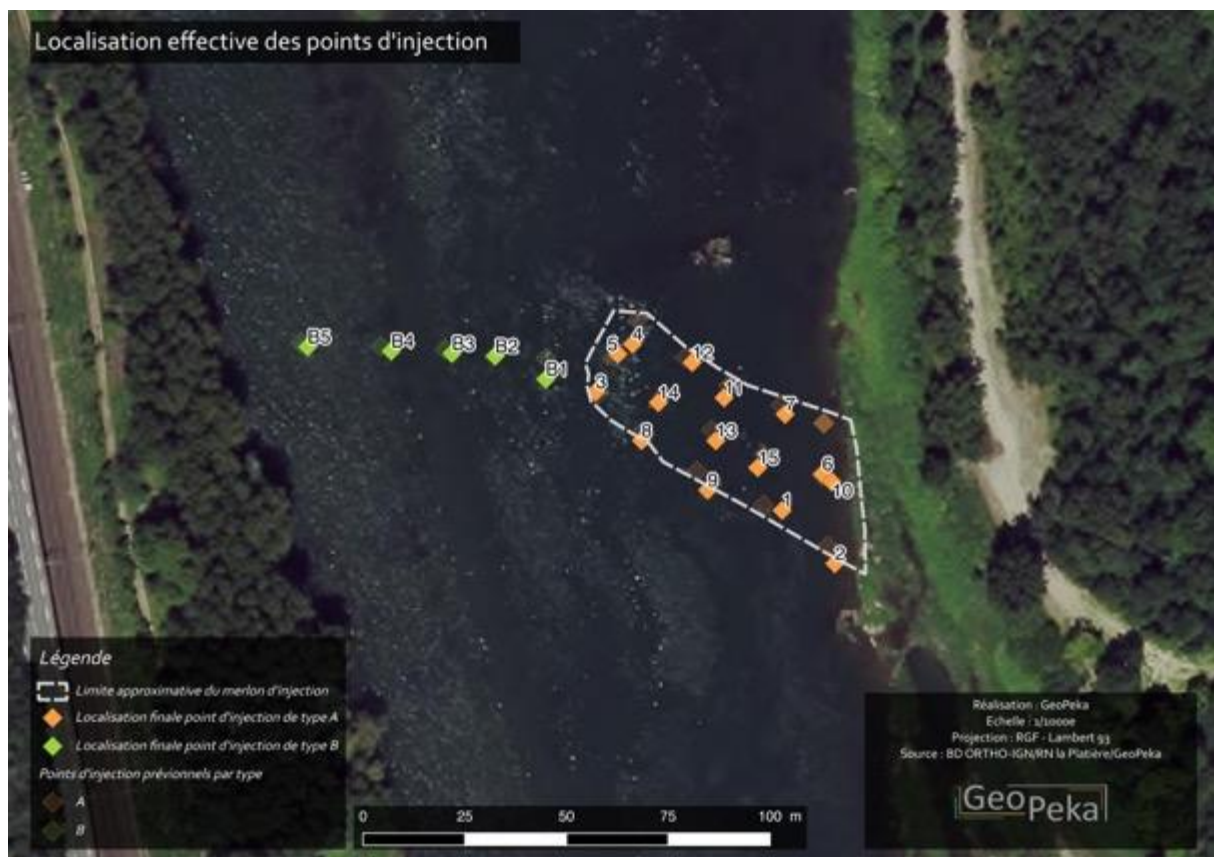 Localisation effective des points d'injection
B5
B4
B3
B2
B1
5
4
12
3
14
11
7
8
13
15
6
9
10
1
2
Légende
Limite approximative du merlon d'injection
Localisation finale point d'injection de type A
Localisation finale point d'injection de type B
Points d'injection prévionnels par type
A
B
0 25 50 75 100 m
Réalisation : GeoPeka
Echelle : 1/10000e
Projection : RGF - Lambert 93
Source : BD ORTHO-IGN/RN la Platière/GeoPeka
GeoPeka